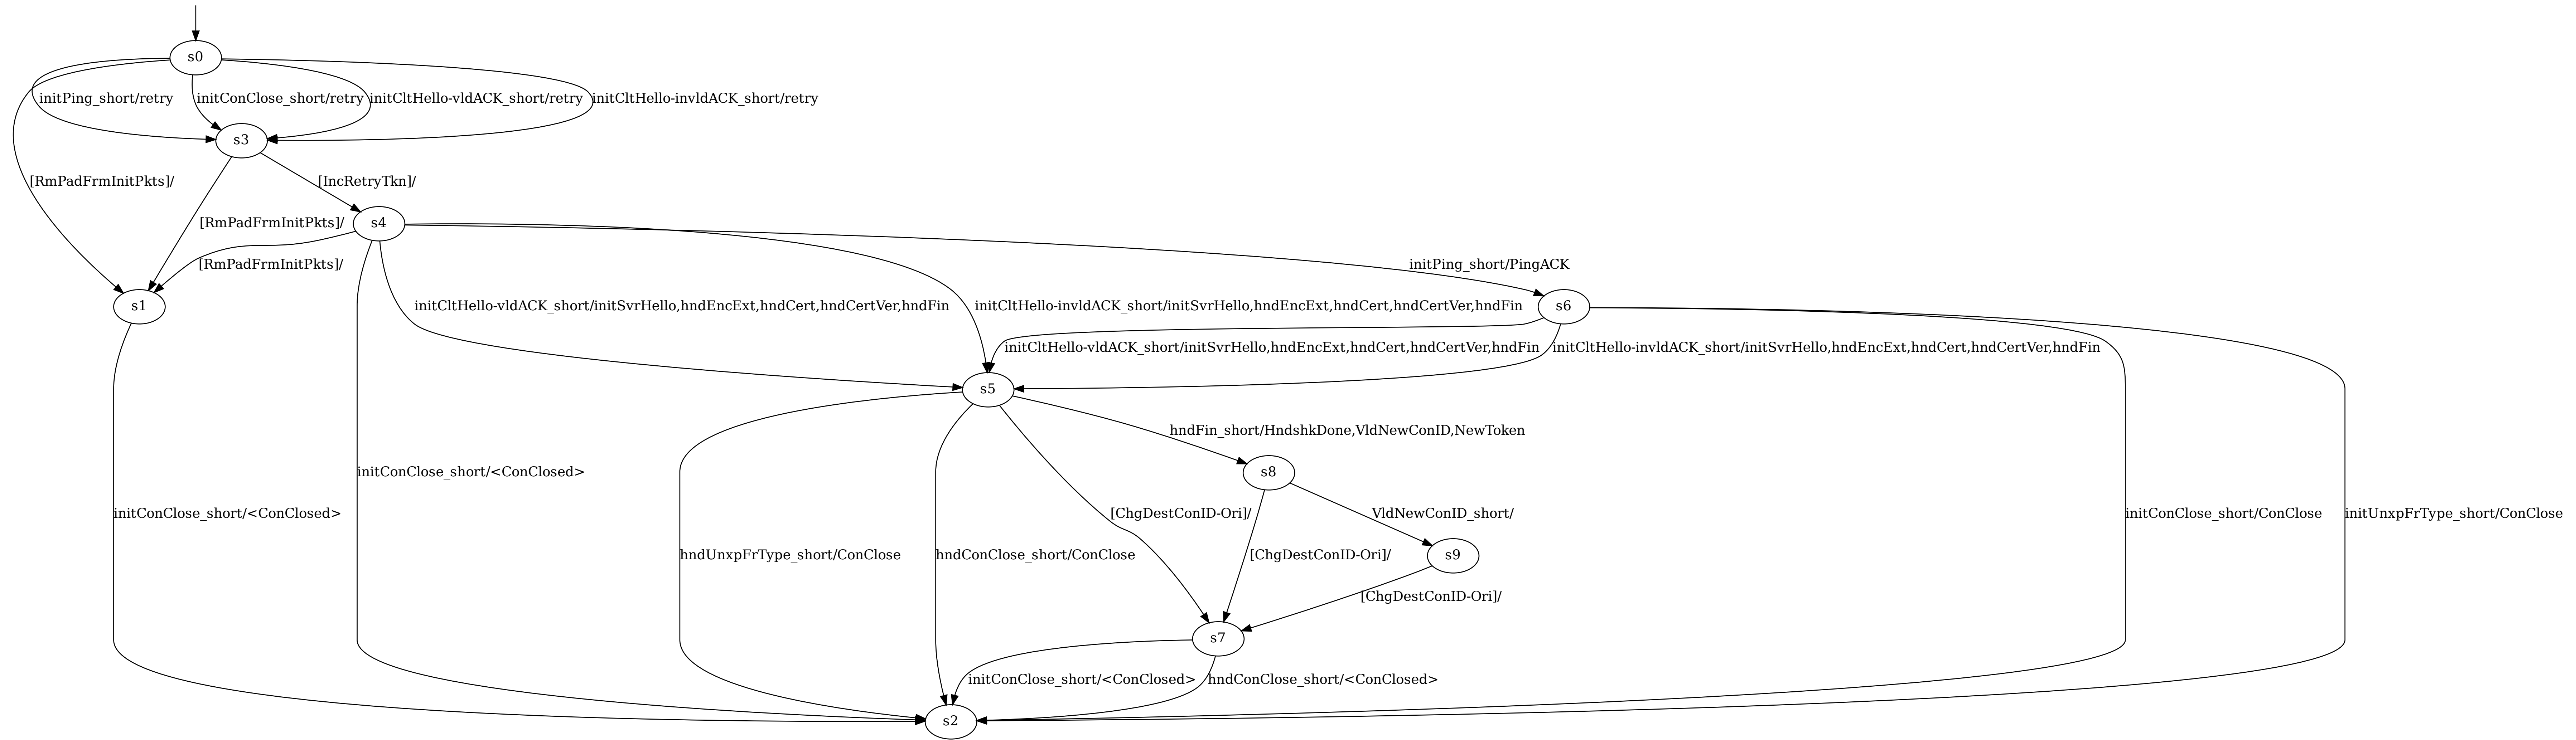 s0
initPing_short/retry
initConClose_short/retry
initCltHello-vldACK_short/retry
initCltHello-invldACK_short/retry
s3
[RmPadFrmInitPkts]/
[IncRetryTkn]/
[RmPadFrmInitPkts]/
s4
[RmPadFrmInitPkts]/
initPing_short/PingACK
s1
initCltHello-vldACK_short/initSvrHello,hndEncExt,hndCert,hndCertVer,hndFin
initCltHello-invldACK_short/initSvrHello,hndEncExt,hndCert,hndCertVer,hndFin
s6
initCltHello-vldACK_short/initSvrHello,hndEncExt,hndCert,hndCertVer,hndFin
initCltHello-invldACK_short/initSvrHello,hndEncExt,hndCert,hndCertVer,hndFin
s5
hndFin_short/HndshkDone,VldNewConID,NewToken
initConClose_short/<ConClosed>
s8
initConClose_short/<ConClosed>
[ChgDestConID-Ori]/
VldNewConID_short/
initConClose_short/ConClose
initUnxpFrType_short/ConClose
hndUnxpFrType_short/ConClose
hndConClose_short/ConClose
[ChgDestConID-Ori]/
s9
[ChgDestConID-Ori]/
s7
initConClose_short/<ConClosed>
hndConClose_short/<ConClosed>
s2